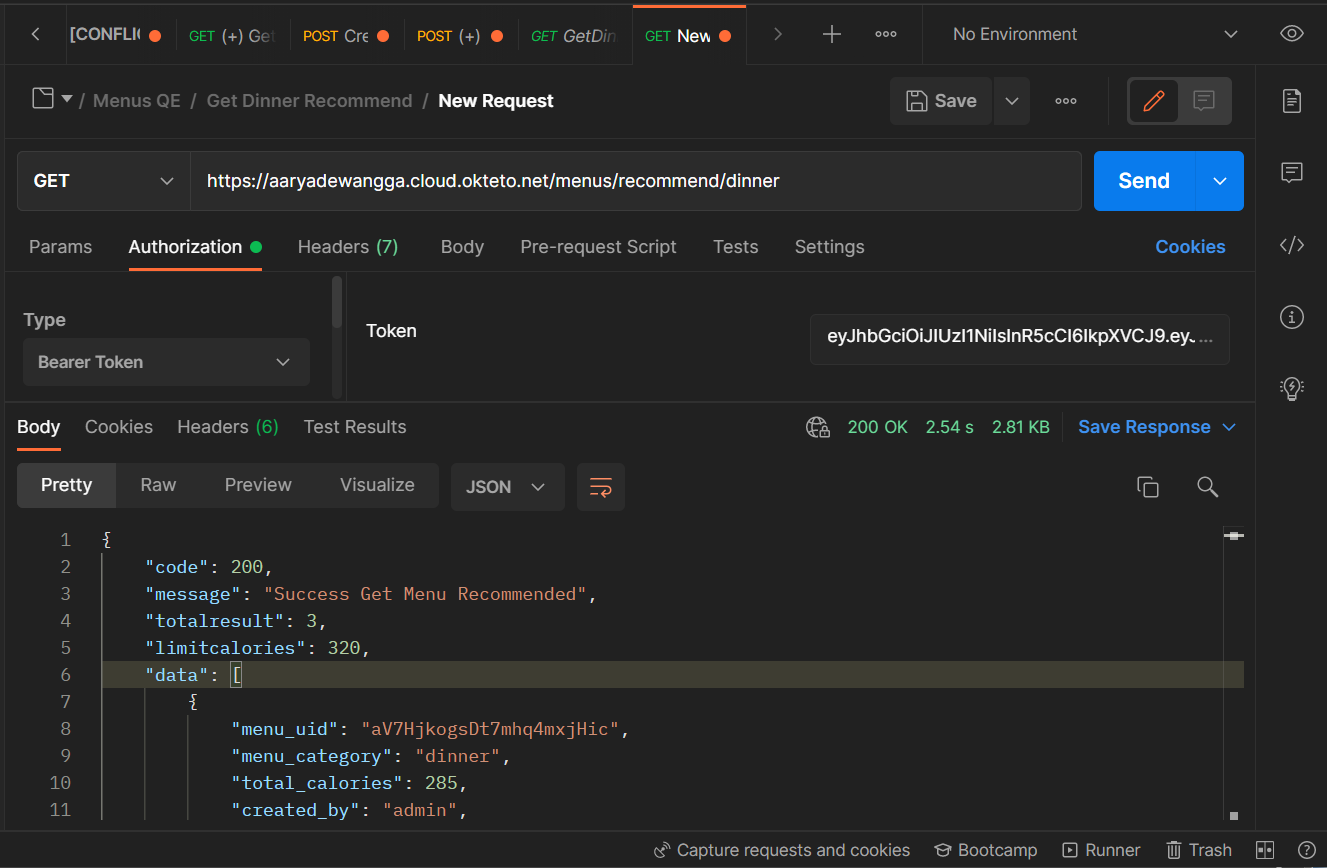 [CONFLIC GET (+) Get POST Cre POST (+) GET GetDin GET New No Environment
/ Menus QE / Get Dinner Recommend / New Request Save
GET https://aaryadewangga.cloud.okteto.net/menus/recommend/dinner Send
Params Authorization Headers (7) Body Pre-request Script Tests Settings Cookies
Type
Bearer Token
Token eyJhbGciOiJIUzI1NiIsInR5cCI6IkpXVCJ9.eyJ...
Body Cookies Headers (6) Test Results 200 OK 2.54 s 2.81 KB Save Response
Pretty Raw Preview Visualize JSON
1 {
2 "code": 200,
3 "message": "Success Get Menu Recommended",
4 "totalresult": 3,
5 "limitcalories": 320,
6 "data": [
7 {
8 "menu_uid": "aV7HjkogsDt7mhq4mxjHic",
9 "menu_category": "dinner",
10 "total_calories": 285,
11 "created_by": "admin",
Capture requests and cookies Bootcamp Runner Trash